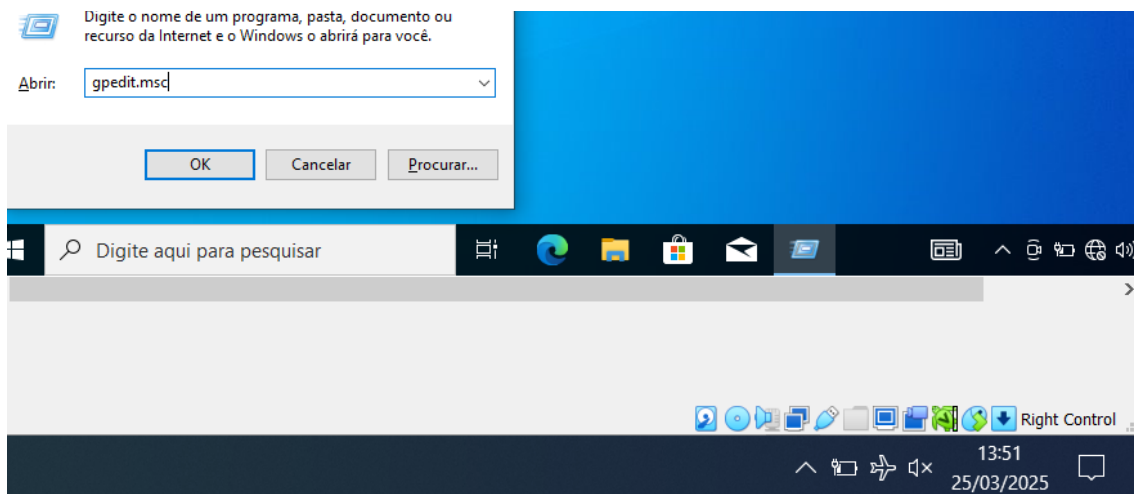 Digite o nome de um programa, pasta, documento ou
recurso da Internet e o Windows o abrirá para você.
Abrir:
gpedit.msc
OK
Cancelar
Procurar...
Digite aqui para pesquisar
Right Control
13:51
25/03/2025